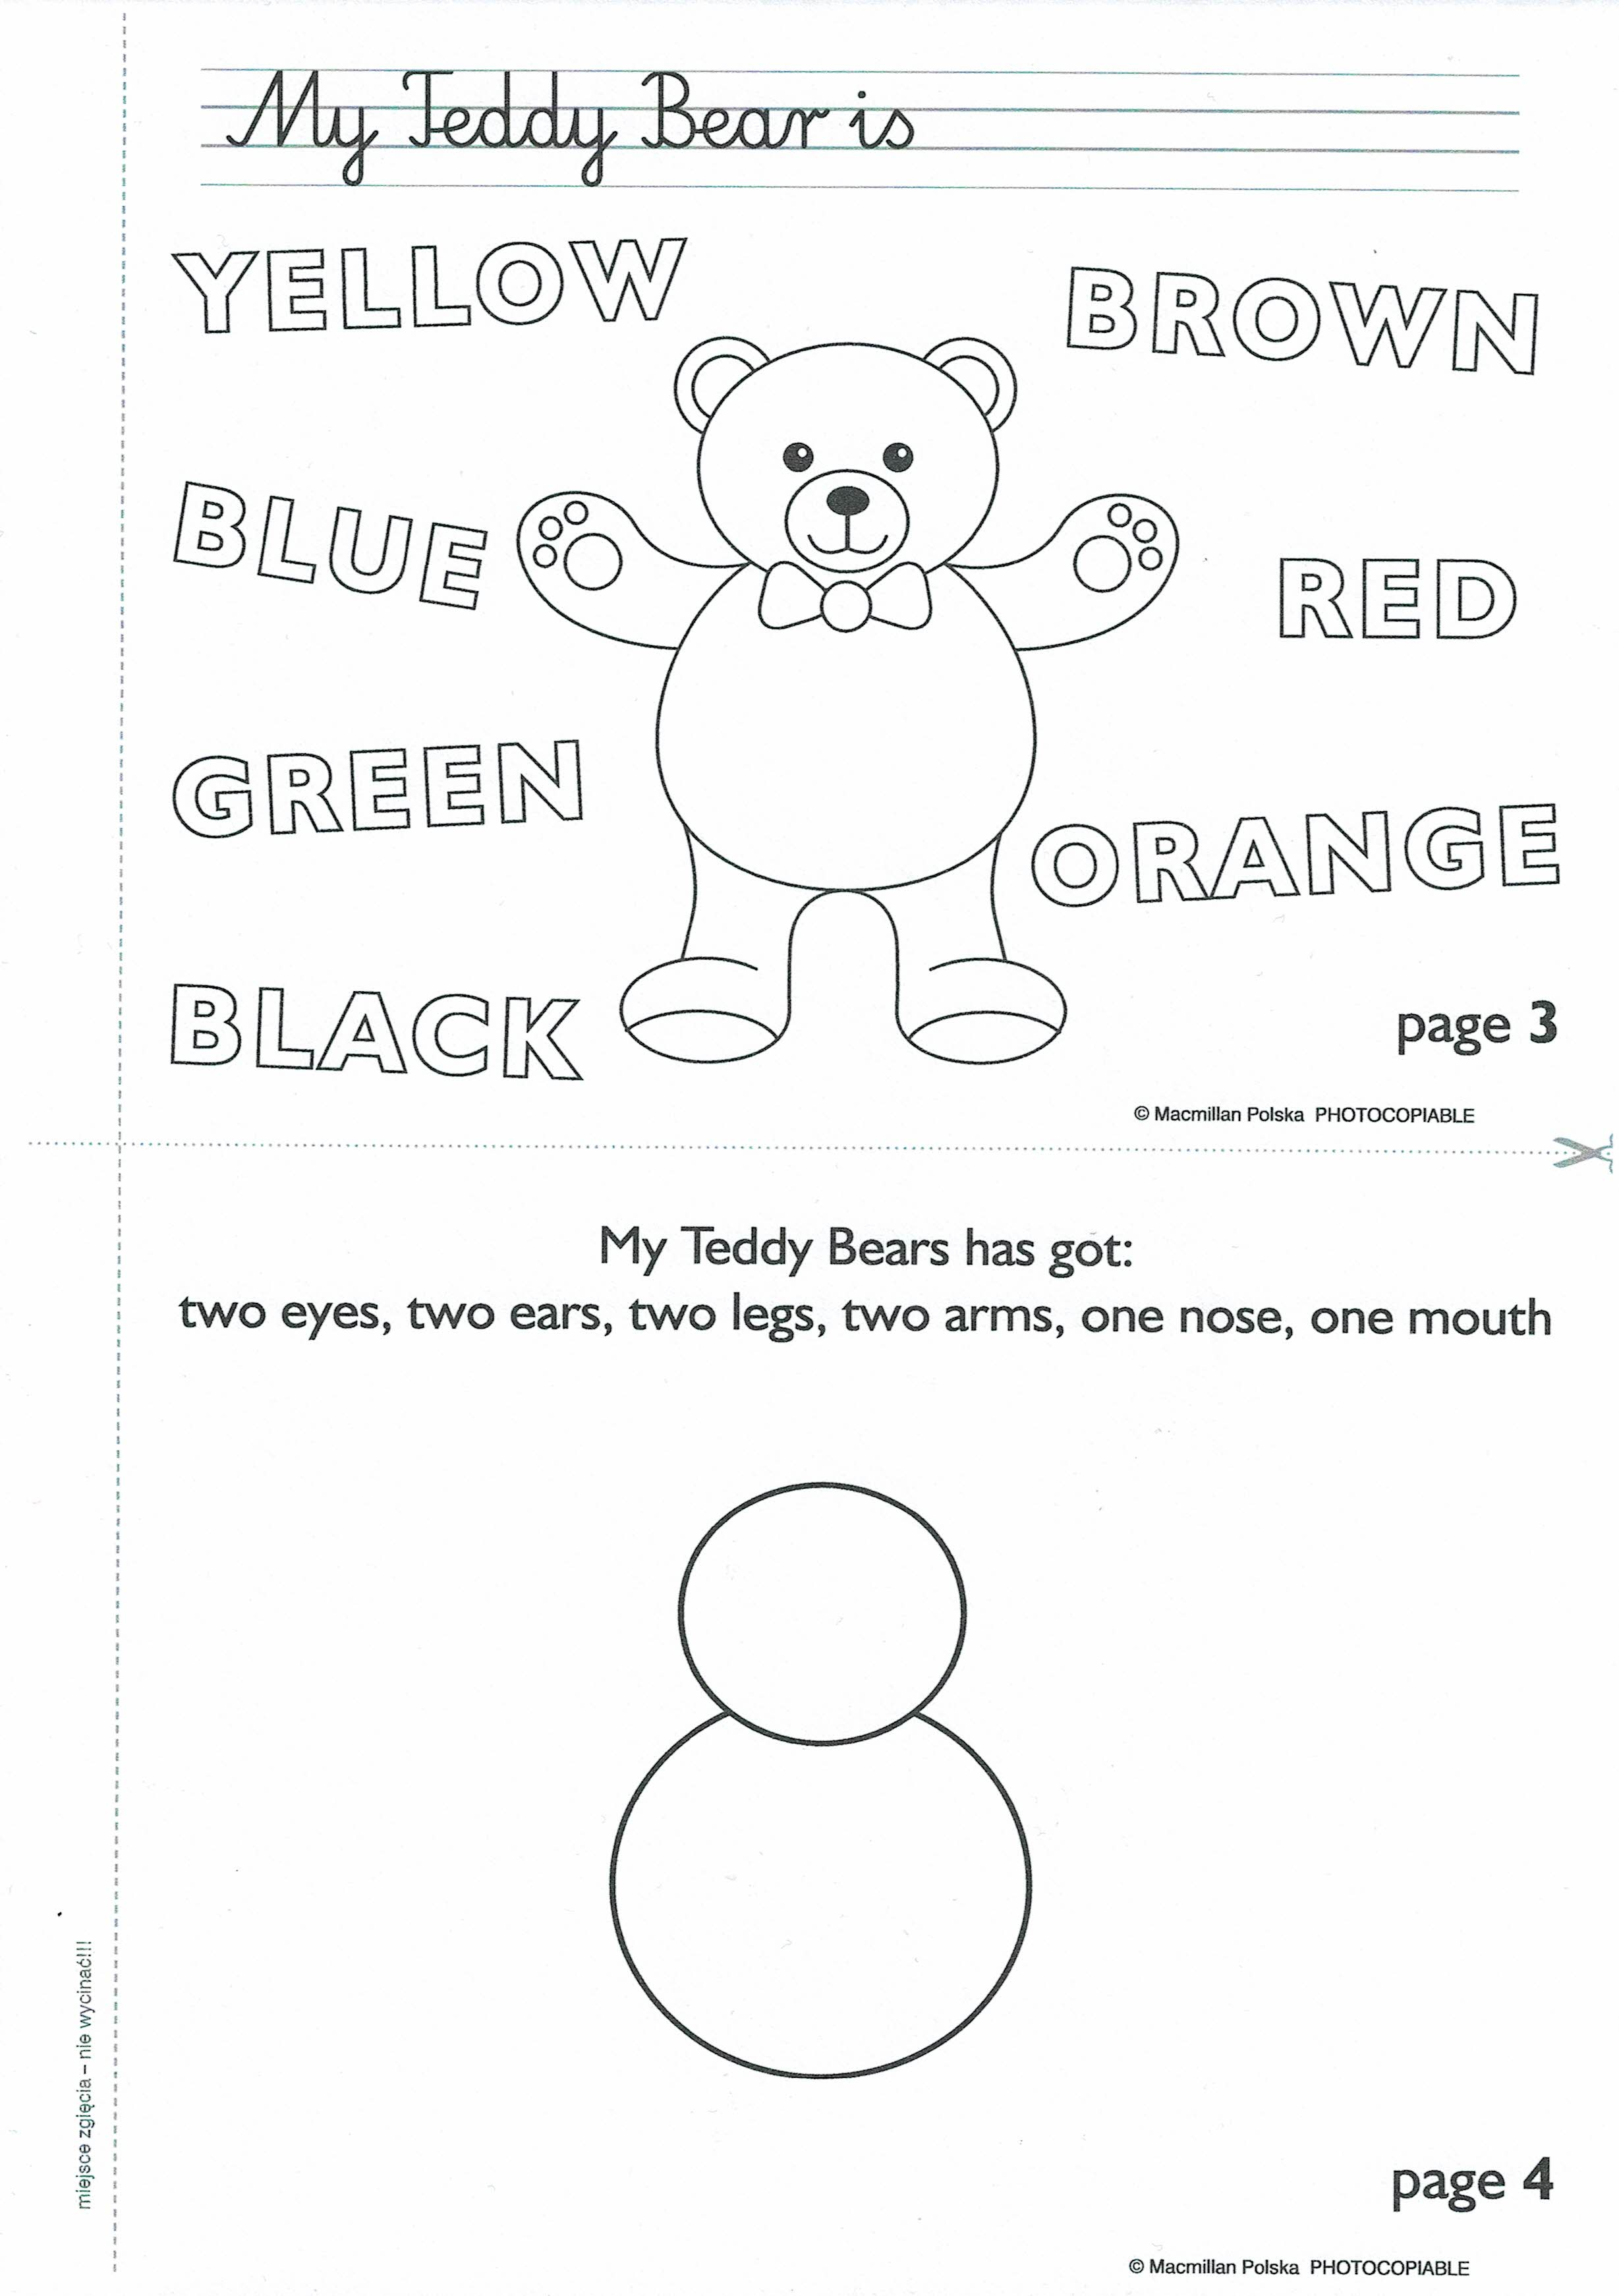 My Teddy Bear is
YELLOW
BROWN
BLUE
RED
GREEN
ORANGE
BLACK
page 3
© Macmillan Polska PHOTOCOPIABLE
My Teddy Bears has got:
two eyes, two ears, two legs, two arms, one nose, one mouth
miejsce zgięcia – nie wycinać!!!
page 4
© Macmillan Polska PHOTOCOPIABLE